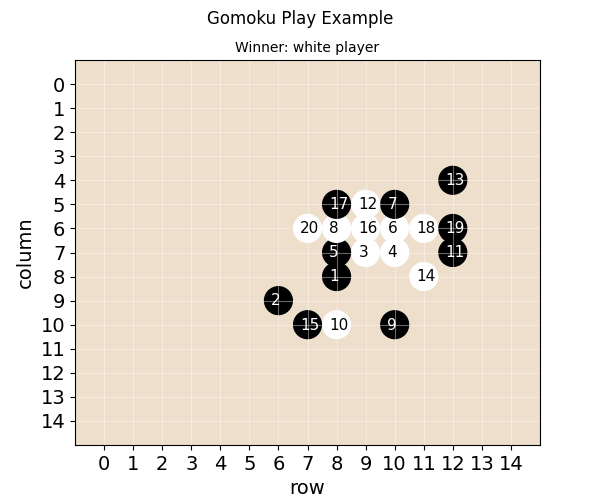 Gomoku Play Example
Winner: white player
0
1
2
3
4 13
5 17 12 7
6 20 8 16 6 18 19
7 5 3 4 11
8 1 14
9 2
10 15 10 9
11
12
13
14
column
0 1 2 3 4 5 6 7 8 9 10 11 12 13 14
row